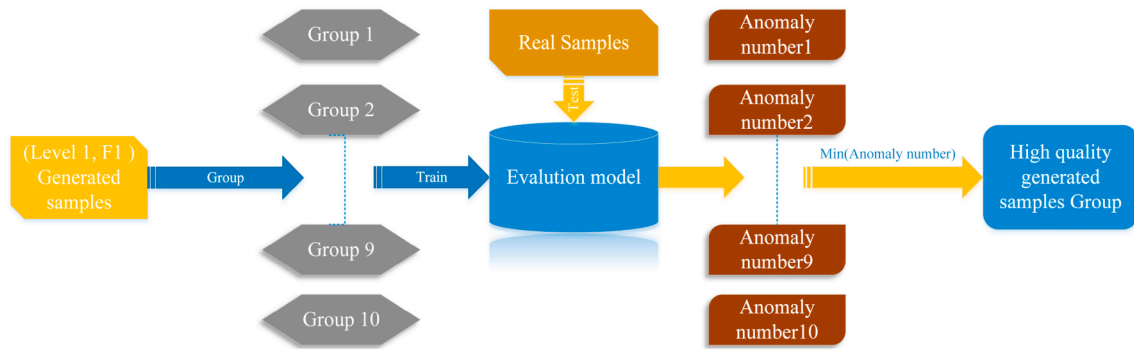 (Level 1, F1 )
Generated
samples
Group
Group 1
Group 2
Group 9
Group 10
Train
Real Samples
Test
Evalution model
Anomaly
number1
Anomaly
number2
Anomaly
number9
Anomaly
number10
Min(Anomaly number)
High quality
generated
samples Group